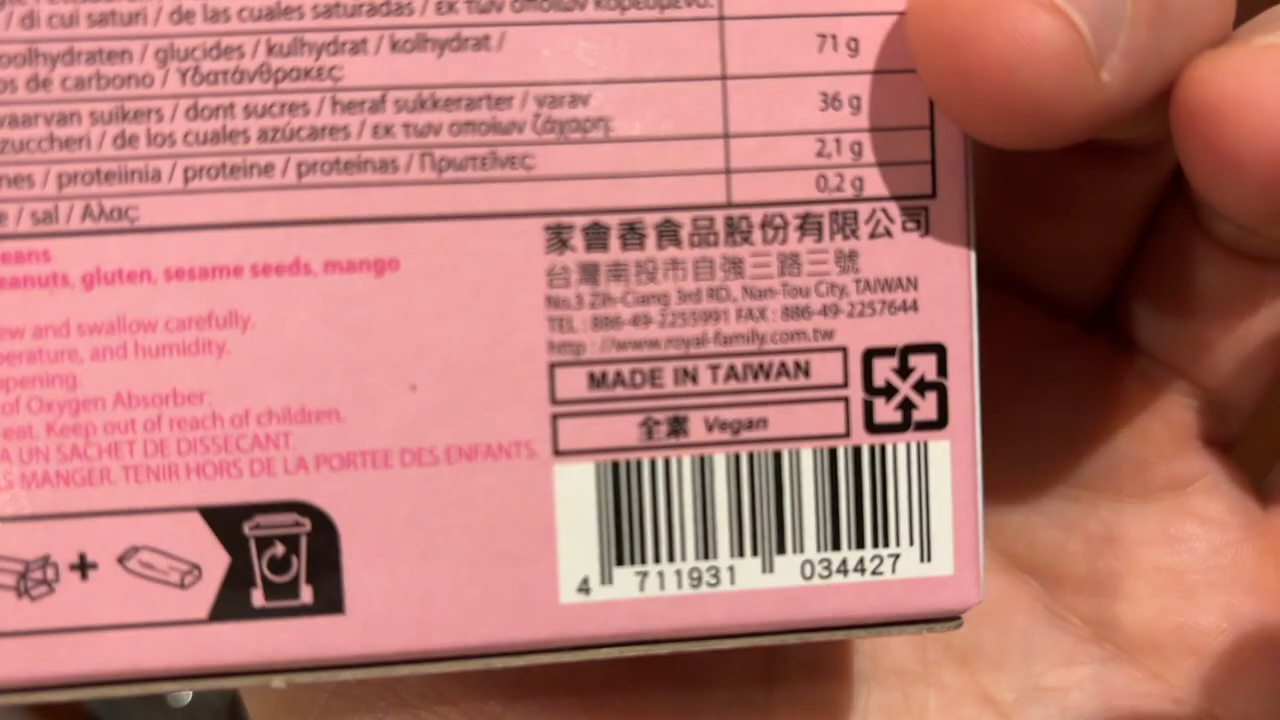 / di cui saturi / de las cuales saturadas / εκ των οποίων κορεσμένα:
oolhydraten / glucides / kulhydrat / kolhydrat /
os de carbono / Υδατάνθρακες:
71 g
vaarvan suikers / dont sucres / heraf sukkerarter / varav
zuccheri / de los cuales azúcares / εκ των οποίων ζάχαρη:
36 g
nes / proteiinia / proteine / proteínas / Πρωτεΐνες:
2,1 g
e / sal / Αλας:
0,2 g
eans
eanuts, gluten, sesame seeds, mango
ew and swallow carefully.
perature, and humidity.
opening.
of Oxygen Absorber.
eat. Keep out of reach of children.
A UN SACHET DE DISSECANT.
S MANGER. TENIR HORS DE LA PORTEE DES ENFANTS.
家會香食品股份有限公司
台灣南投市自強三路三號
No.3 Zih-Ciang 3rd RD., Nan-Tou City, TAIWAN
TEL : 886-49-2255991 FAX : 886-49-2257644
http : //www.royal-family.com.tw
MADE IN TAIWAN
全素 Vegan
4 711931 034427